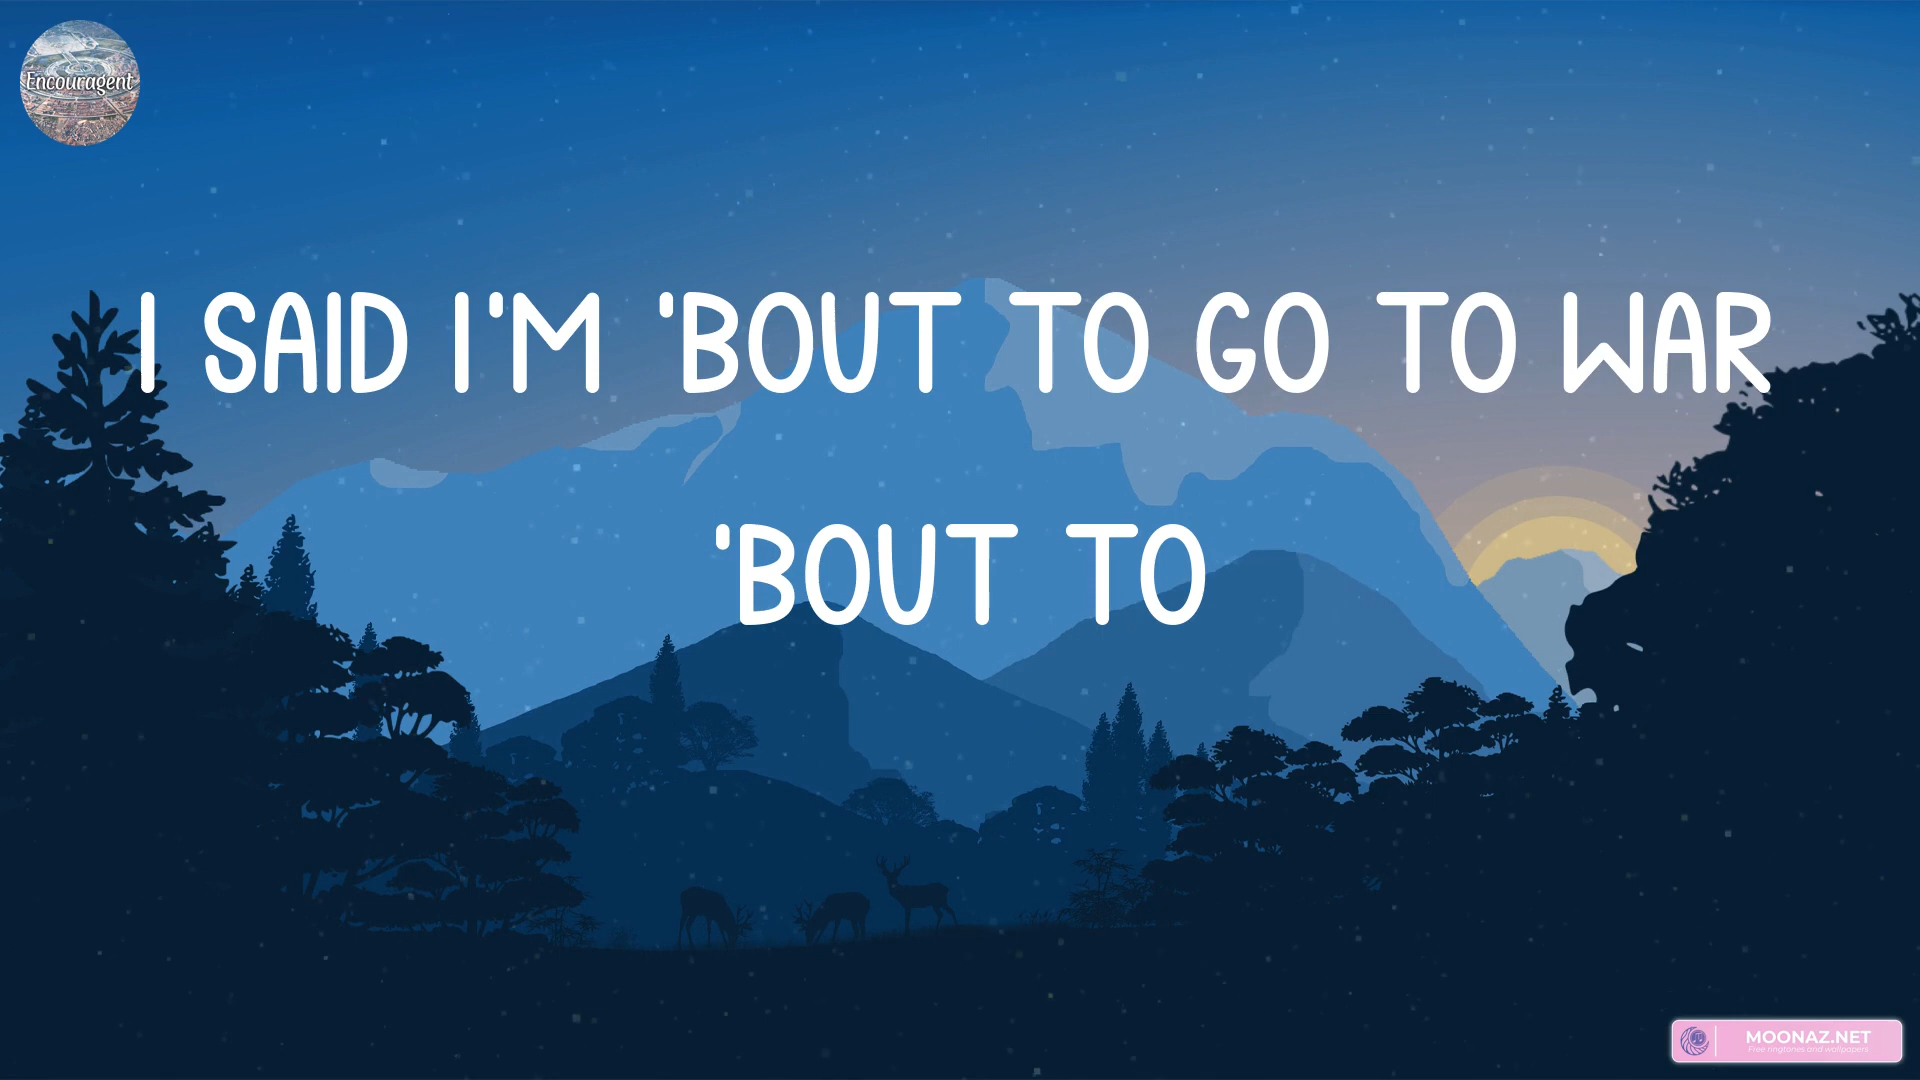 Encouragent
I SAID I'M 'BOUT TO GO TO WAR
'BOUT TO
MOONAZ.NET
Free ringtones and wallpapers